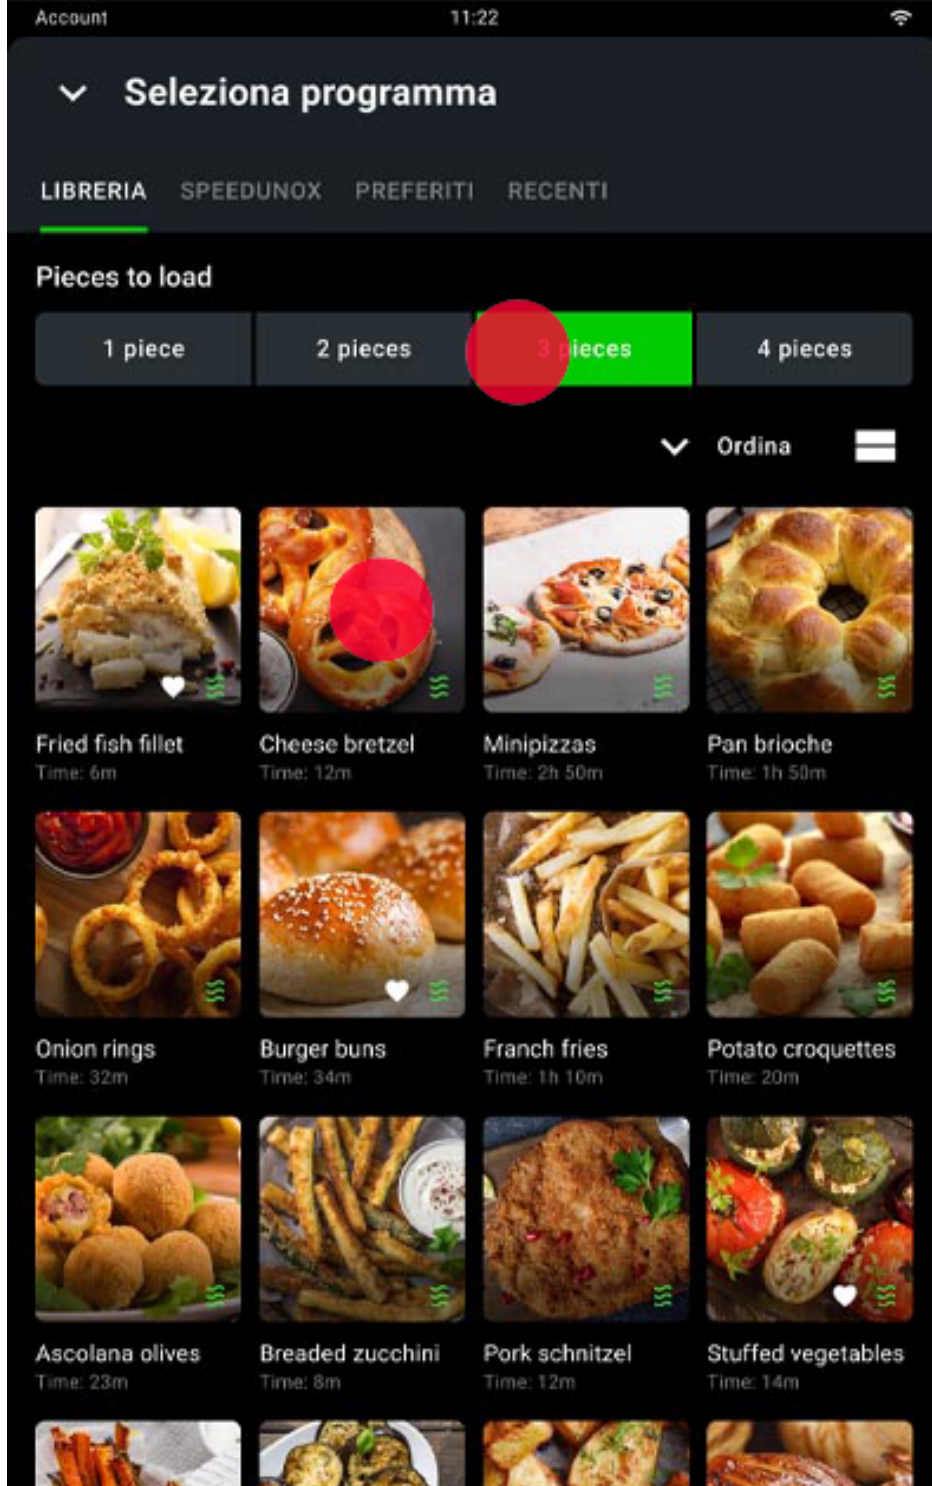 Account 11:22
Seleziona programma
LIBRERIA SPEEDUNOX PREFERITI RECENTI
Pieces to load
1 piece 2 pieces 3 pieces 4 pieces
Ordina
Fried fish fillet Cheese bretzel Minipizzas Pan brioche
Time: 6m Time: 12m Time: 2h 50m Time: 1h 50m
Onion rings Burger buns Franch fries Potato croquettes
Time: 32m Time: 34m Time: 1h 10m Time: 20m
Ascolana olives Breaded zucchini Pork schnitzel Stuffed vegetables
Time: 23m Time: 8m Time: 12m Time: 14m